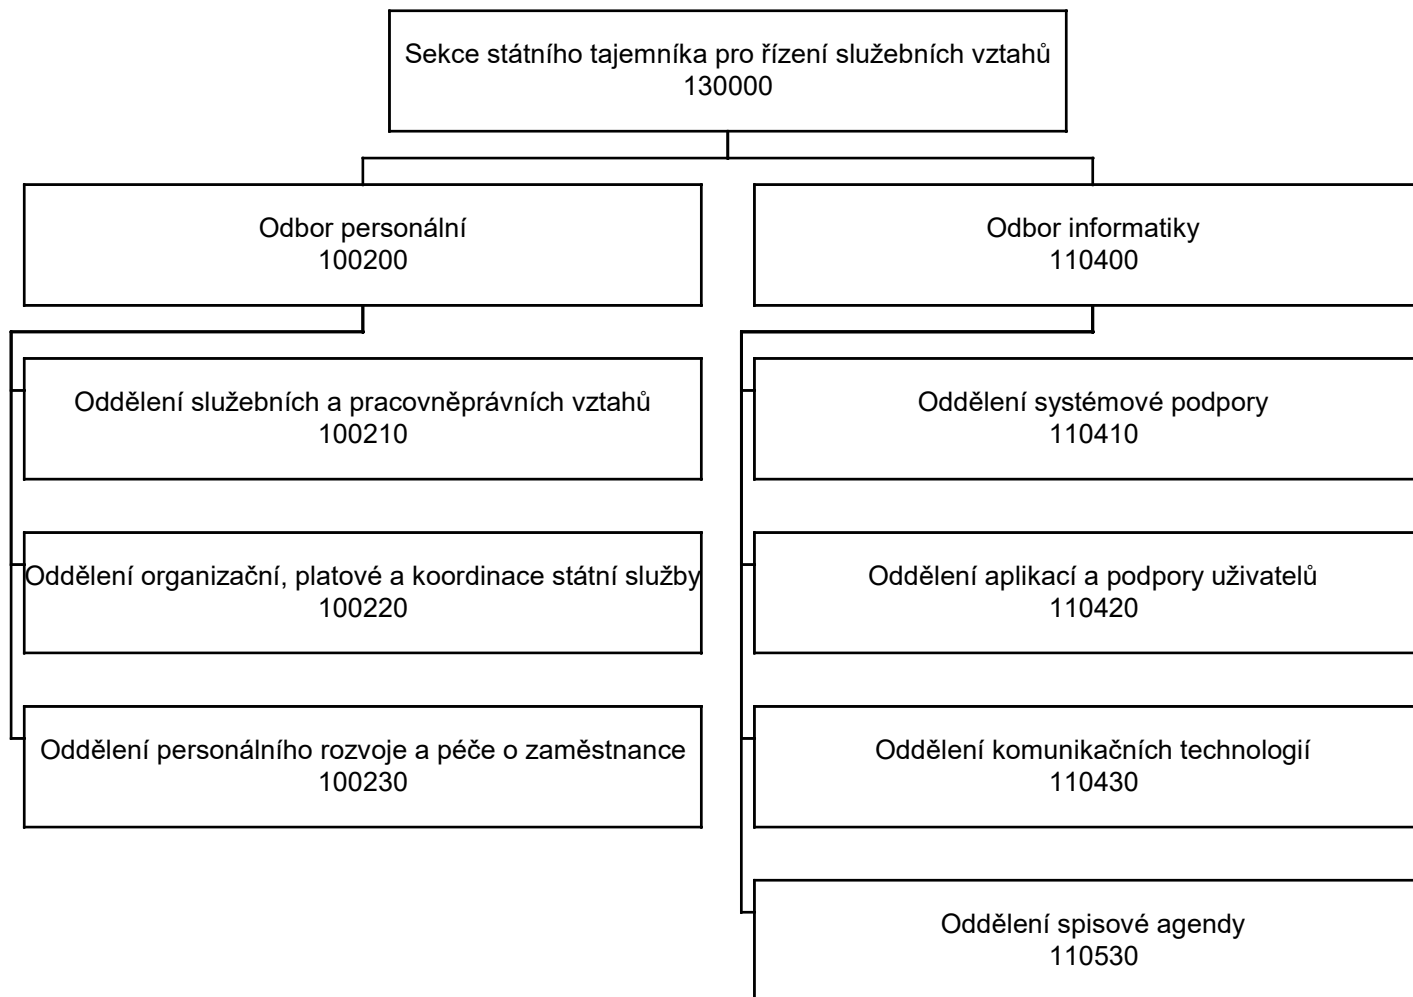 Sekce státního tajemníka pro řízení služebních vztahů
130000
Odbor personální
100200
Oddělení služebních a pracovněprávních vztahů
100210
Oddělení organizační, platové a koordinace státní služby
100220
Oddělení personálního rozvoje a péče o zaměstnance
100230
Odbor informatiky
110400
Oddělení systémové podpory
110410
Oddělení aplikací a podpory uživatelů
110420
Oddělení komunikačních technologií
110430
Oddělení spisové agendy
110530